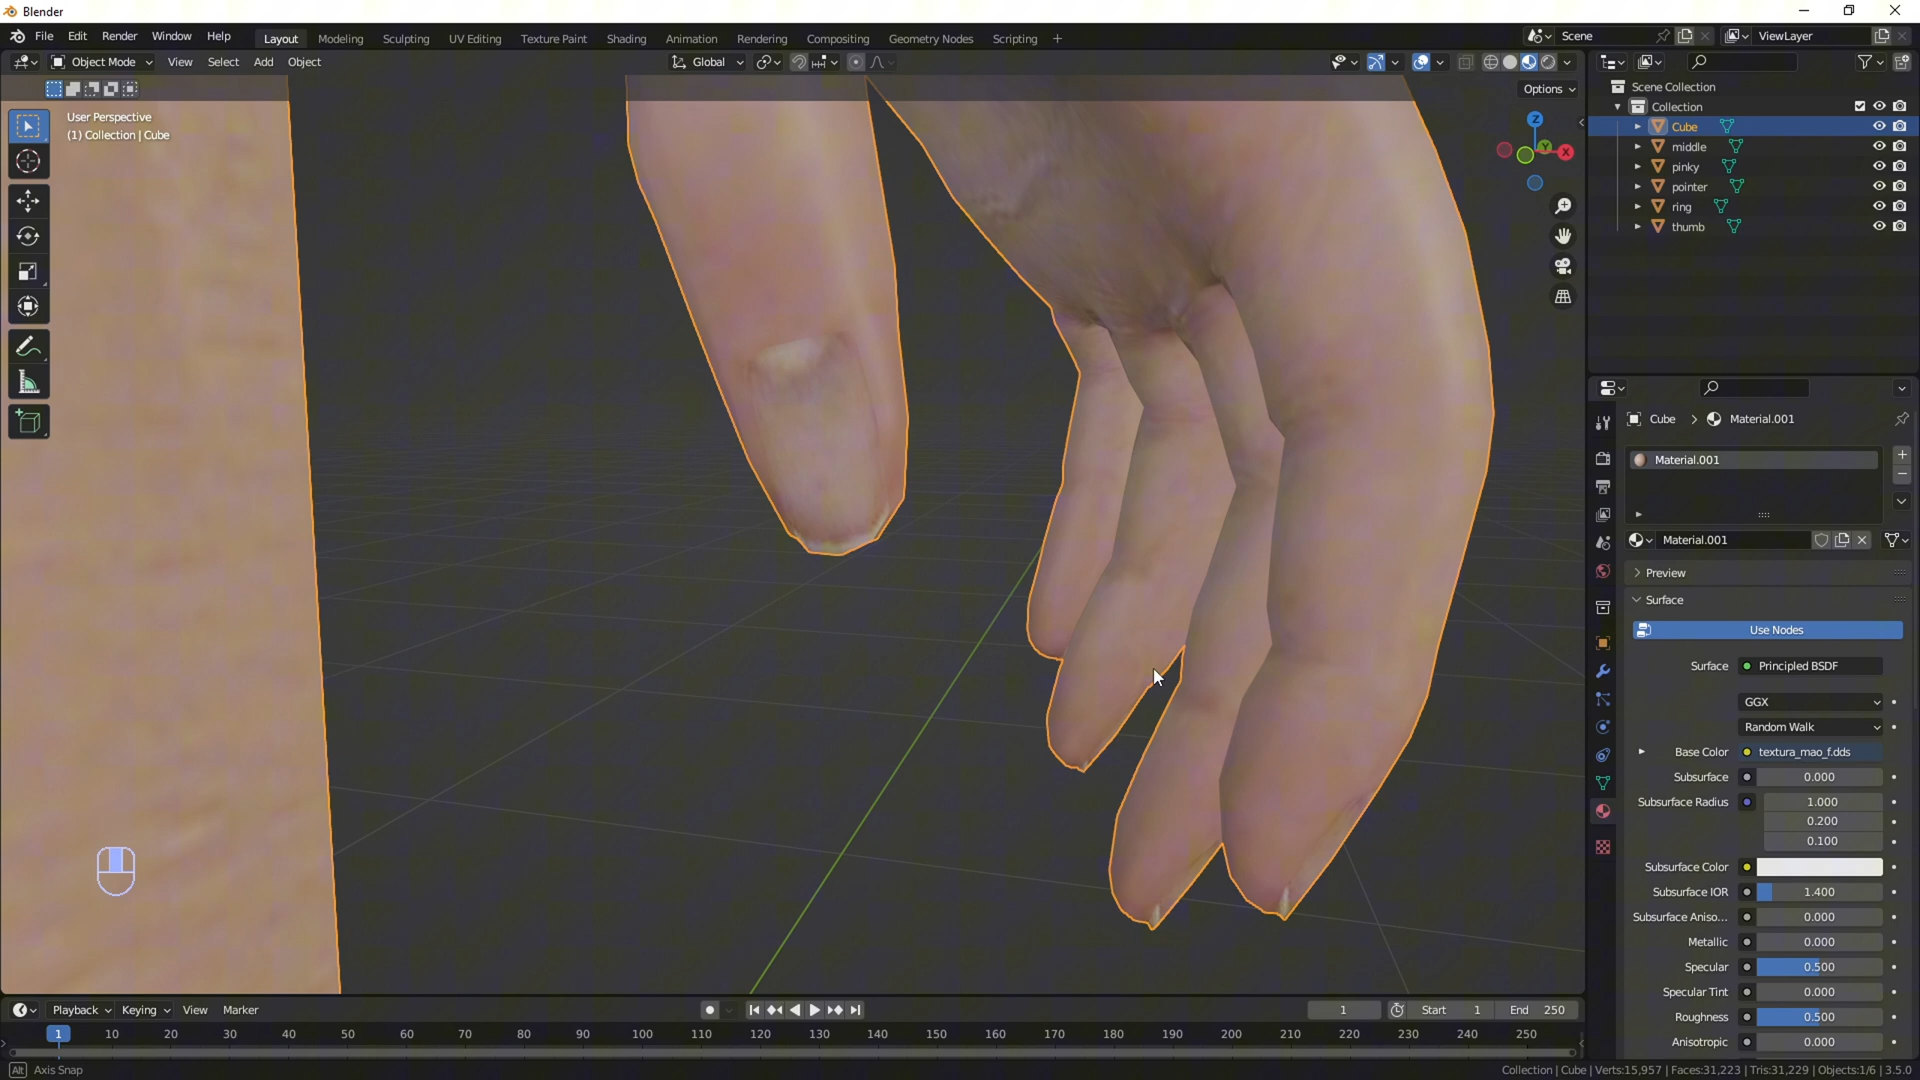 Blender
File Edit Render Window Help
Layout Modeling Sculpting UV Editing Texture Paint Shading Animation Rendering Compositing Geometry Nodes Scripting +
Scene
ViewLayer
Object Mode View Select Add Object
Global
Options
User Perspective
(1) Collection | Cube
Z
Y
X
Scene Collection
Collection
Cube
middle
pinky
pointer
ring
thumb
Cube > Material.001
Material.001
Material.001
Preview
Surface
Use Nodes
Surface Principled BSDF
GGX
Random Walk
Base Color textura_mao_f.dds
Subsurface 0.000
Subsurface Radius 1.000
0.200
0.100
Subsurface Color
Subsurface IOR 1.400
Subsurface Aniso... 0.000
Metallic 0.000
Specular 0.500
Specular Tint 0.000
Roughness 0.500
Anisotropic 0.000
Playback Keying View Marker
1 Start 1 End 250
1 10 20 30 40 50 60 70 80 90 100 110 120 130 140 150 160 170 180 190 200 210 220 230 240 250
Alt Axis Snap
Collection | Cube | Verts:15,957 | Faces:31,223 | Tris:31,229 | Objects:1/6 | 3.5.0